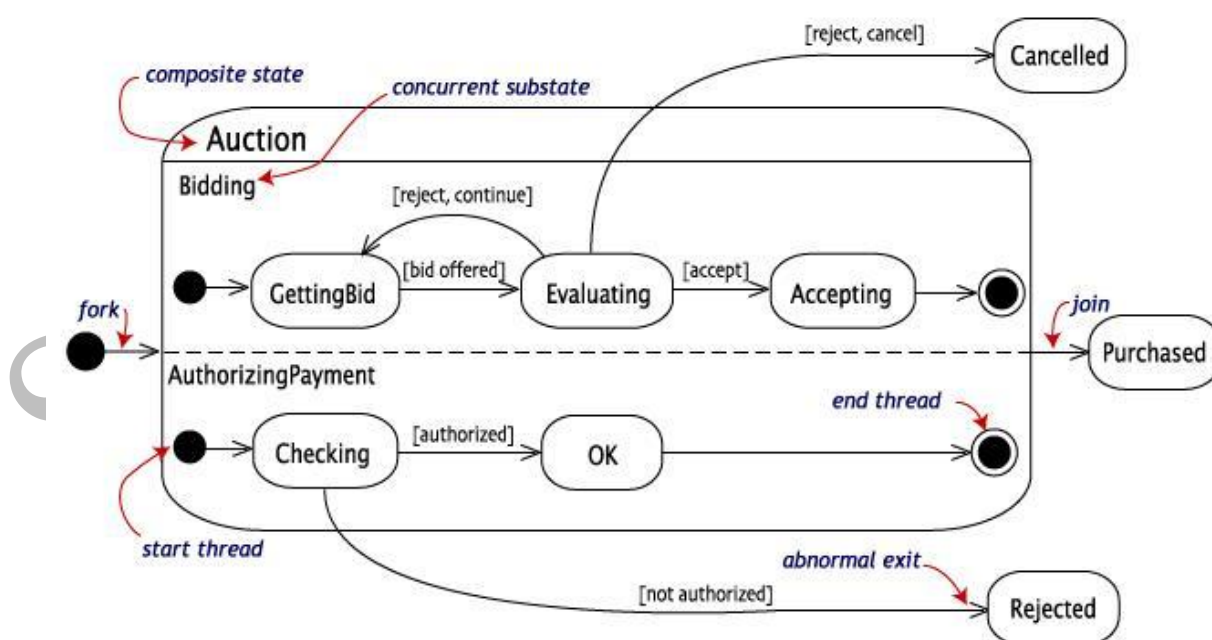 [reject, cancel]
Cancelled
composite state
concurrent substate
Auction
Bidding
[reject, continue]
GettingBid
[bid offered]
Evaluating
[accept]
Accepting
fork
join
Purchased
AuthorizingPayment
end thread
Checking
[authorized]
OK
start thread
abnormal exit
[not authorized]
Rejected